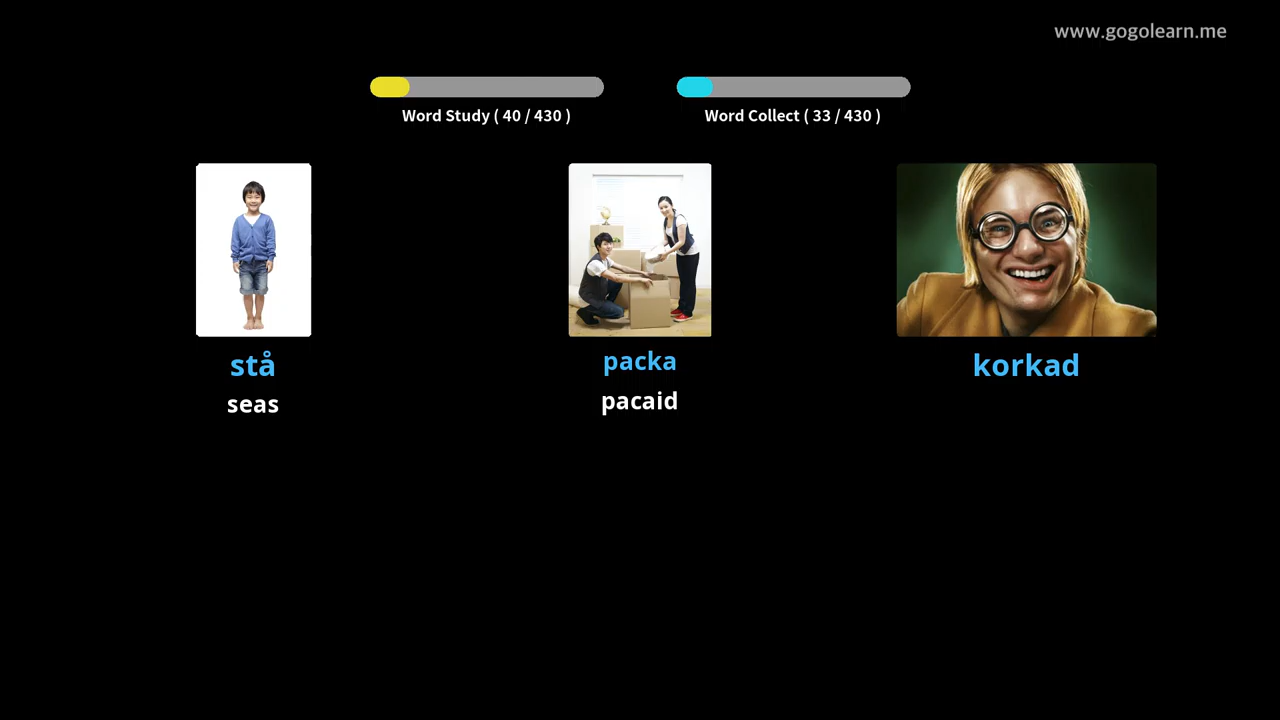 www.gogolearn.me
Word Study ( 40 / 430 )
Word Collect ( 33 / 430 )
stå
packa
korkad
seas
pacaid